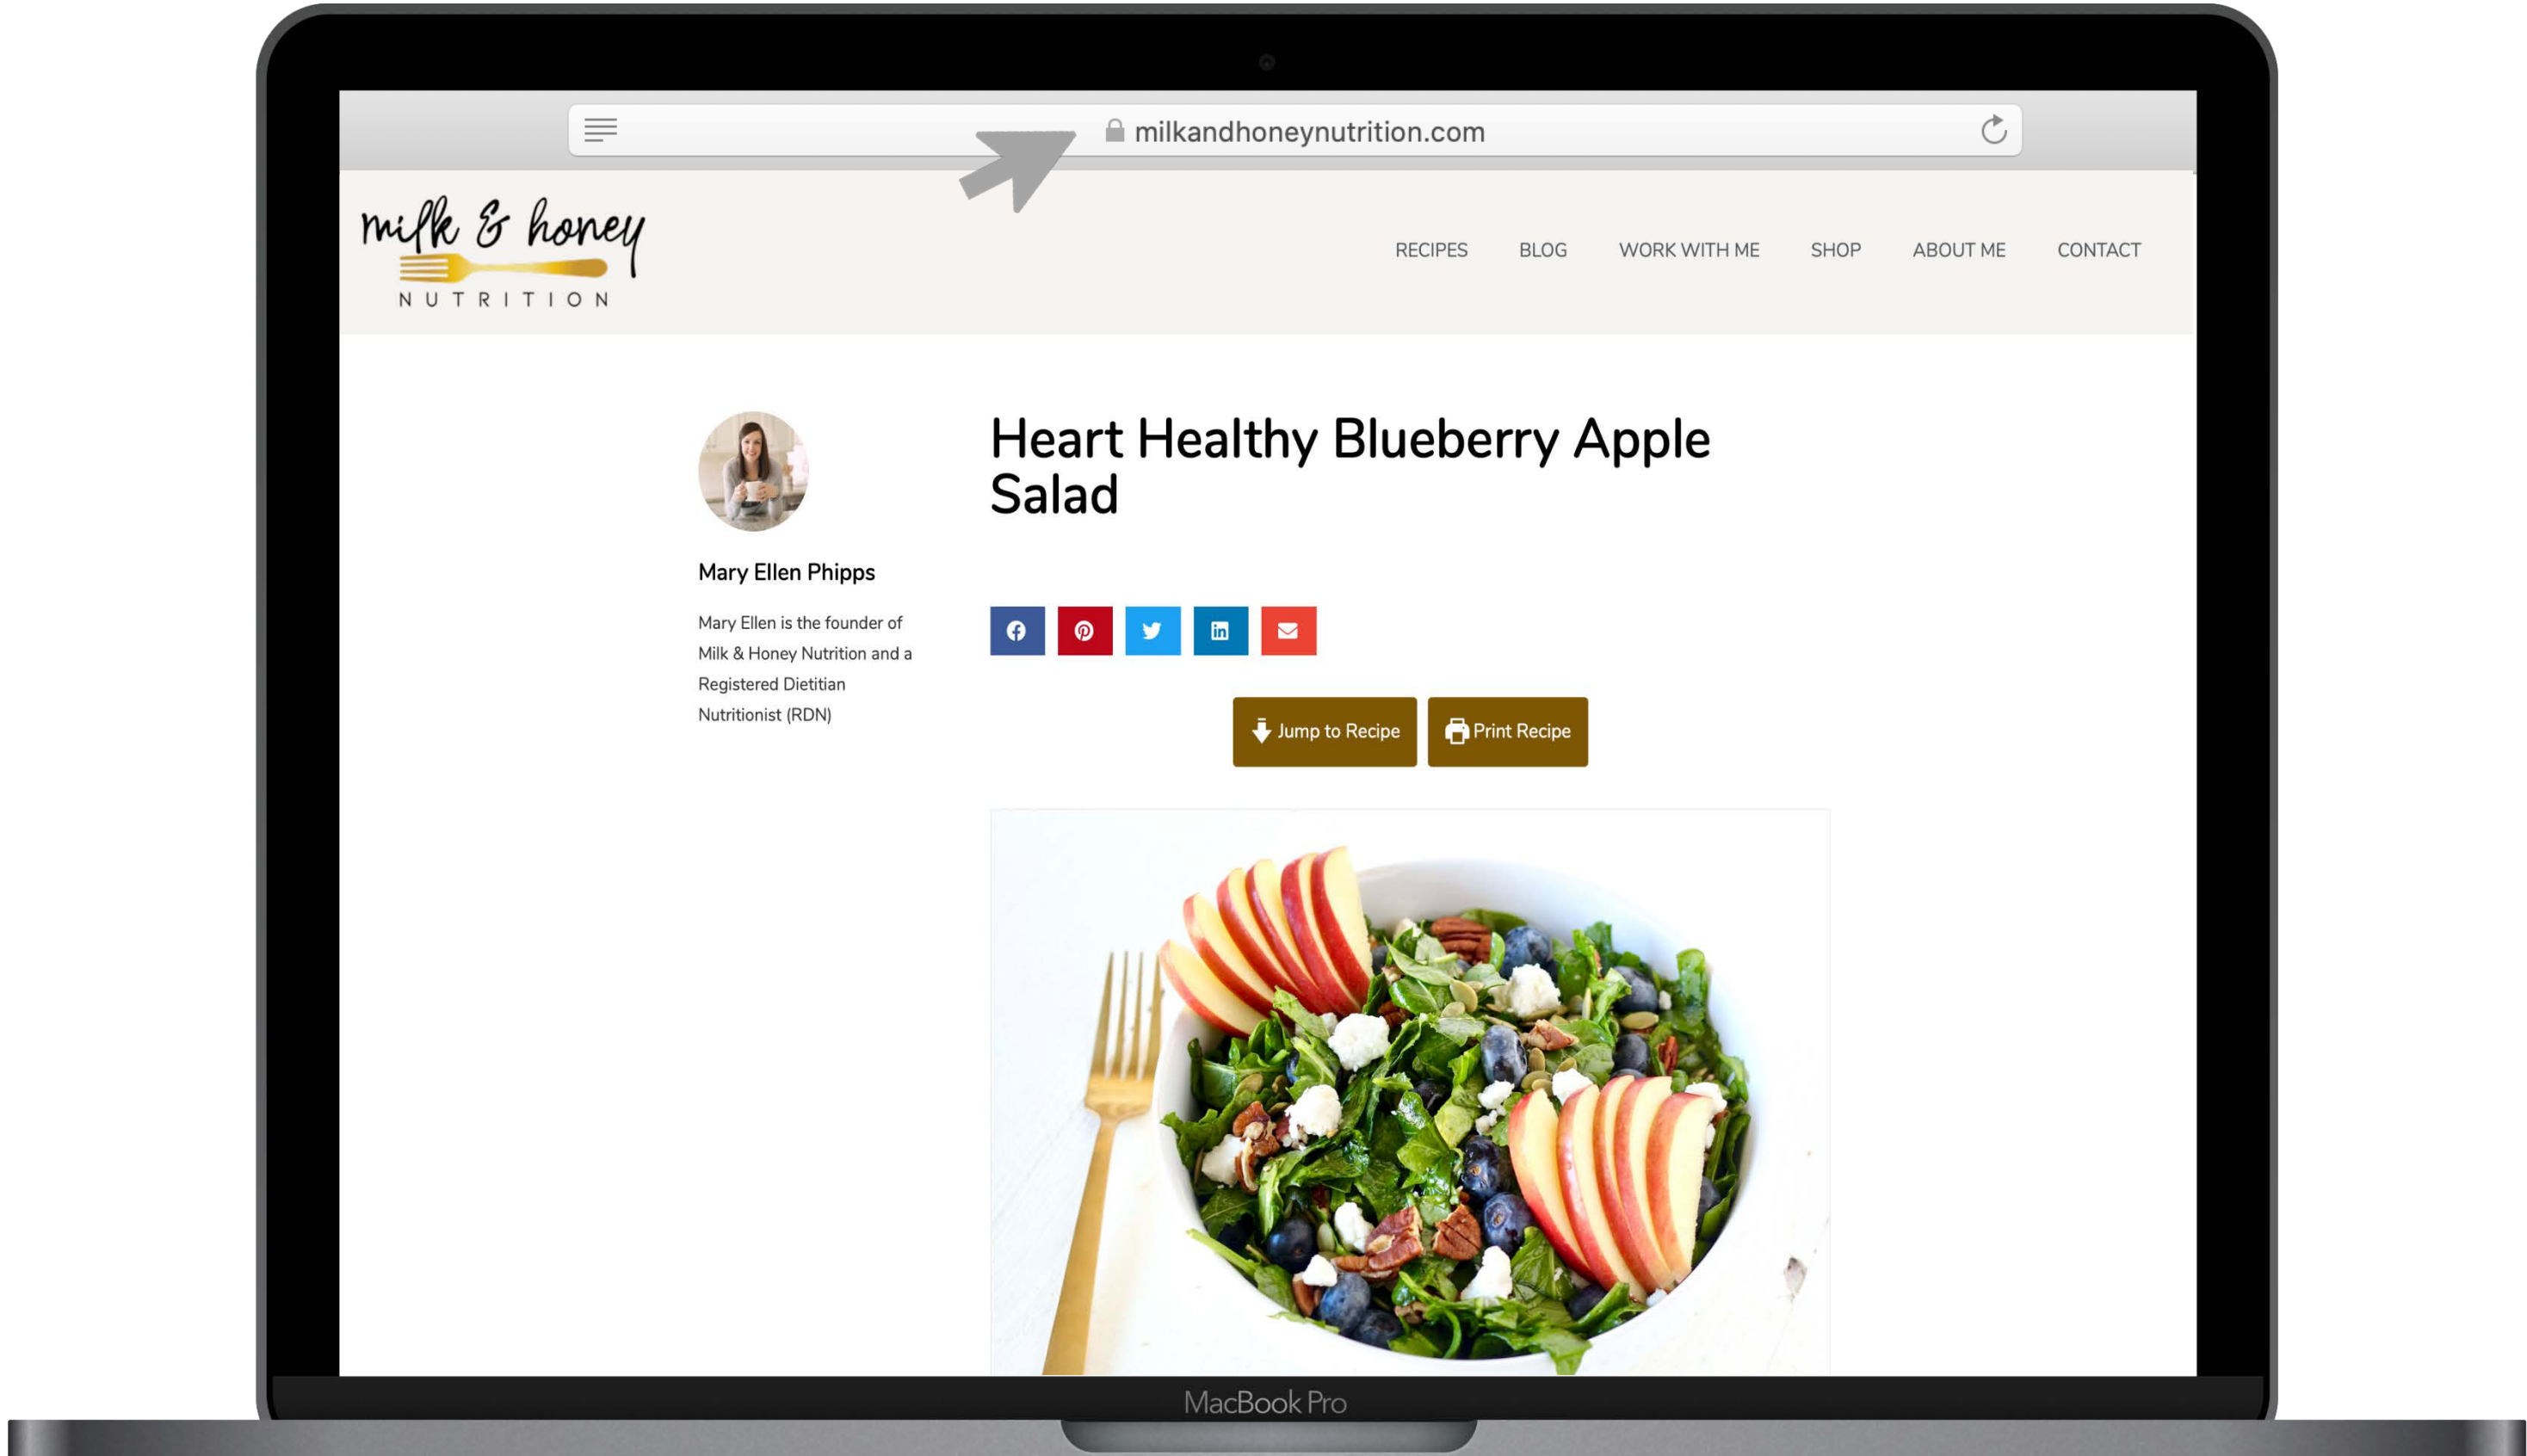 milkandhoneynutrition.com
milk & honey
NUTRITION
RECIPES BLOG WORK WITH ME SHOP ABOUT ME CONTACT
Heart Healthy Blueberry Apple
Salad
Mary Ellen Phipps
Mary Ellen is the founder of
Milk & Honey Nutrition and a
Registered Dietitian
Nutritionist (RDN)
in
Jump to Recipe Print Recipe
MacBook Pro